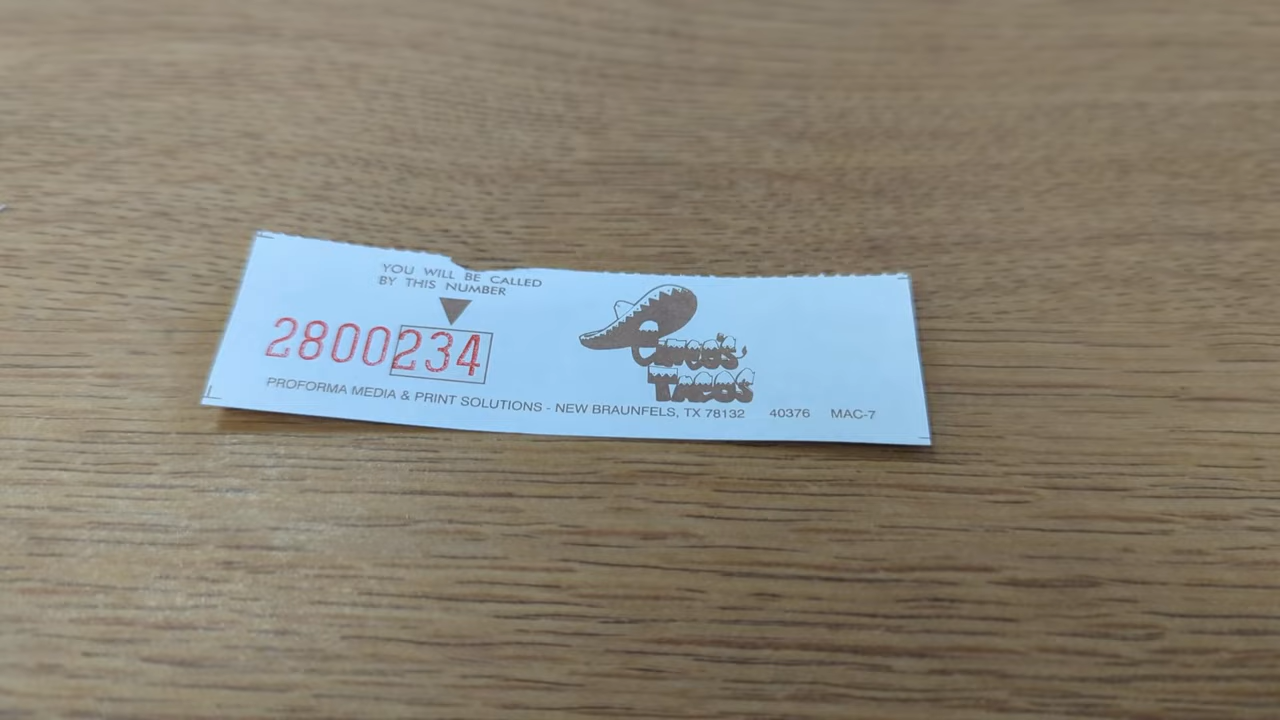 YOU WILL BE CALLED
BY THIS NUMBER
2800234
TACOS
PROFORMA MEDIA & PRINT SOLUTIONS - NEW BRAUNFELS, TX 78132 40376 MAC-7